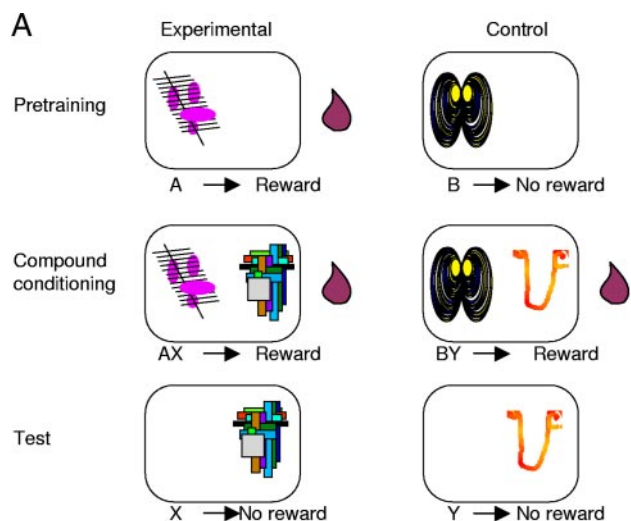 A
Experimental Control
Pretraining
A → Reward B → No reward
Compound
conditioning
AX → Reward BY → Reward
Test
X → No reward Y → No reward